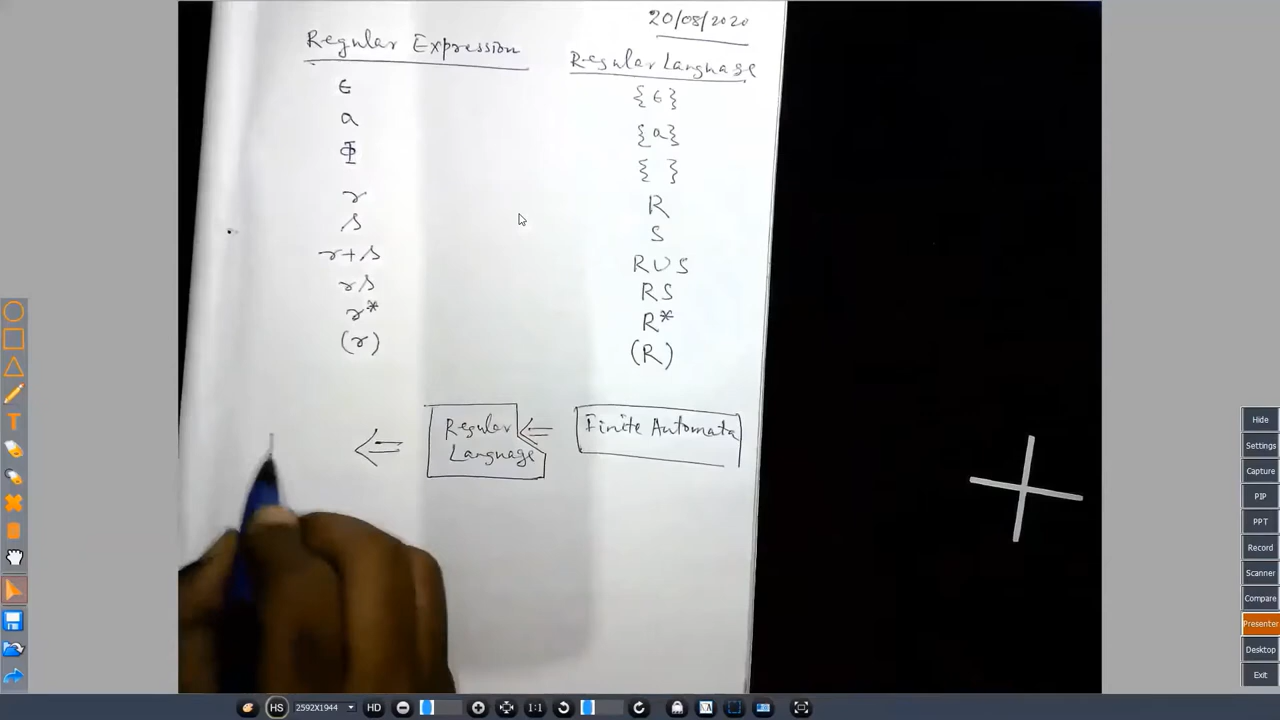 20/08/2020
Regular Expression
Regular Language
ε {ε}
a {a}
Φ { }
r R
s S
r+s RUS
rs RS
r* R*
(r) (R)
Regular Language ⇐ Finite Automata
⇐
T
Hide
Settings
Capture
PIP
PPT
Record
Scanner
Compare
Presenter
Desktop
Exit
HS 2592X1944 HD 1:1